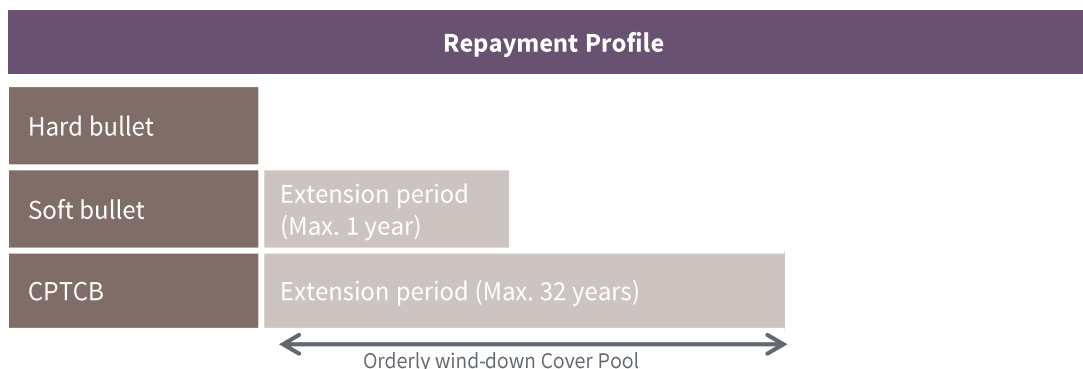 Repayment Profile
Hard bullet
Soft bullet
Extension period
(Max. 1 year)
CPTCB
Extension period (Max. 32 years)
Orderly wind-down Cover Pool